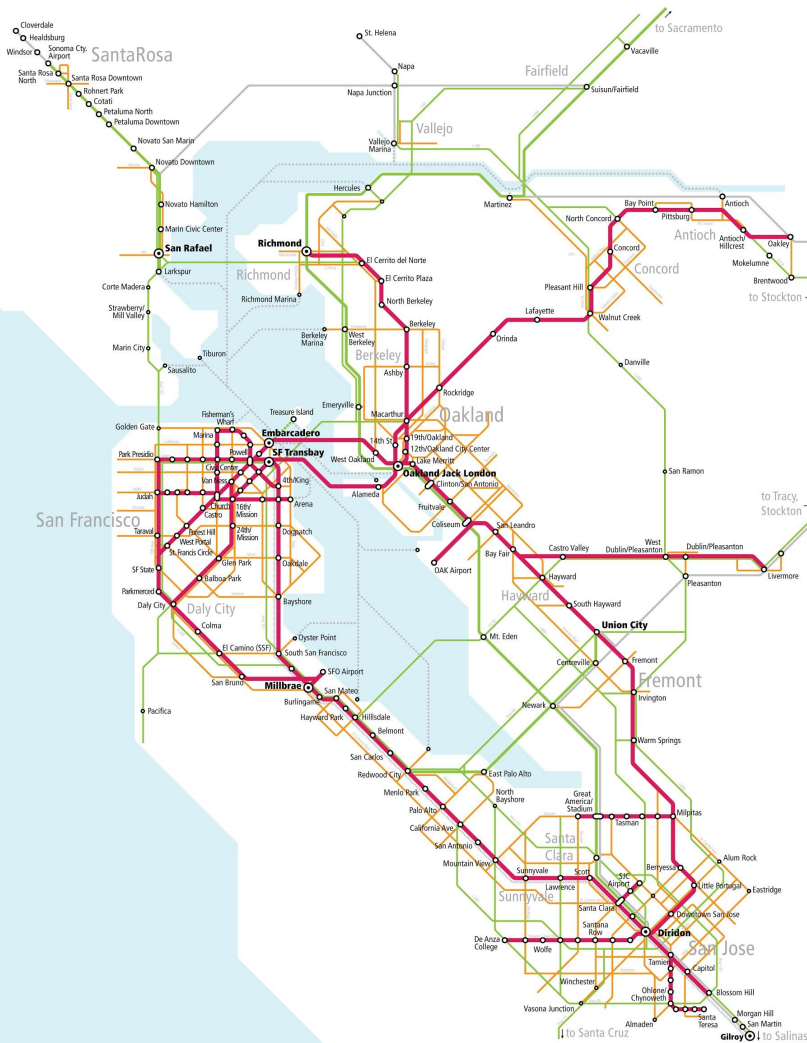 Cloverdale
Healdsburg
Windsor
Sonoma Cty.
Airport
SantaRosa
Santa Rosa
North
Santa Rosa Downtown
Rohnert Park
Cotati
Petaluma North
Petaluma Downtown
Novato San Marin
Novato Downtown
Novato Hamilton
Marin Civic Center
San Rafael
Larkspur
Corte Madera
Strawberry/
Mill Valley
Marin City
Sausalito
Tiburon
St. Helena
Napa
Napa Junction
Vallejo
Vallejo
Marina
to Sacramento
Vacaville
Fairfield
Suisun/Fairfield
Hercules
Martinez
Richmond
Richmond
Richmond Marina
El Cerrito del Norte
El Cerrito Plaza
North Berkeley
Berkeley
Berkeley
Marina
West
Berkeley
Berkeley
Ashby
Emeryville
Macarthur
Rockridge
Orinda
Lafayette
Walnut Creek
Pleasant Hill
Concord
Concord
North Concord
Bay Point
Pittsburg
Antioch
Antioch
Antioch/
Hillcrest
Oakley
Mokelumne
Brentwood
to Stockton
Danville
San Ramon
to Tracy,
Stockton
Golden Gate
Fisherman's
Wharf
Marina
Treasure Island
Embarcadero
SF Transbay
Park Presidio
Powell
Civic Center
Van Ness
4th/King
Judah
Church
Castro
16th/
Mission
Arena
San Francisco
Taraval
Forest Hill
West Portal
St. Francis Circle
24th/
Mission
Dogpatch
Glen Park
Oakdale
SF State
Balboa Park
Parkmerced
Daly City
Daly City
Bayshore
Colma
El Camino (SSF)
Oyster Point
South San Francisco
San Bruno
SFO Airport
Millbrae
Pacifica
Oakland
14th St
19th/Oakland
12th/Oakland City Center
West Oakland
Lake Merritt
Oakland Jack London
Alameda
Clinton/San Antonio
Fruitvale
Coliseum
San Leandro
OAK Airport
Bay Fair
Castro Valley
West
Dublin/Pleasanton
Dublin/Pleasanton
Livermore
Pleasanton
Hayward
Hayward
South Hayward
Mt. Eden
Union City
Centreville
Fremont
Fremont
Irvington
Newark
Warm Springs
Burlingame
San Mateo
Hayward Park
Hillsdale
Belmont
San Carlos
Redwood City
East Palo Alto
Menlo Park
North
Bayshore
Palo Alto
California Ave.
San Antonio
Mountain View
Great
America/
Stadium
Tasman
Milpitas
Santa
Clara
Sunnyvale
Sunnyvale
Lawrence
Scott
SJC
Airport
Berryessa
Alum Rock
Little Portugal
Eastridge
Santa Clara
Downtown San Jose
Santana
Row
De Anza
College
Wolfe
Diridon
San Jose
Tamien
Capitol
Winchester
Ohlone/
Chynoweth
Blossom Hill
Vasona Junction
Almaden
Santa
Teresa
Morgan Hill
San Martin
Gilroy
to Salinas
to Santa Cruz